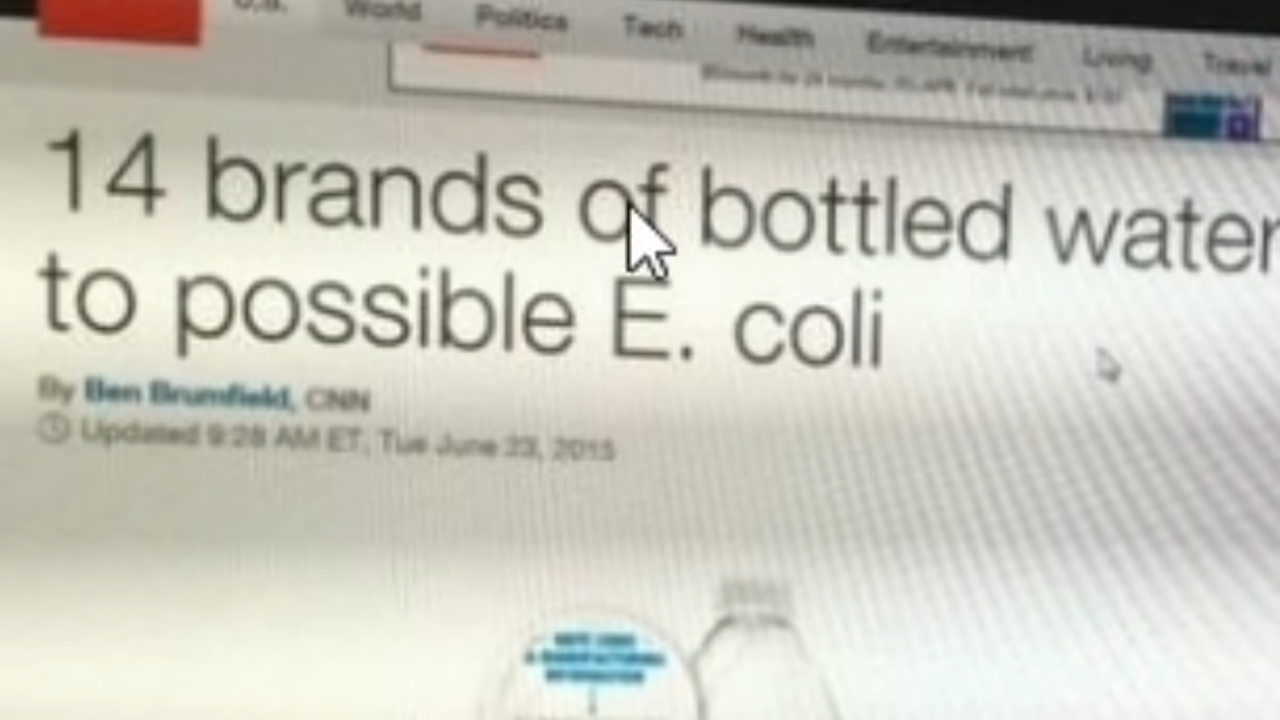 U.S. World Politics Tech Health Entertainment Living Travel
14 brands of bottled water
to possible E. coli
By Ben Brumfield, CNN
Updated 9:28 AM ET, Tue June 23, 2015